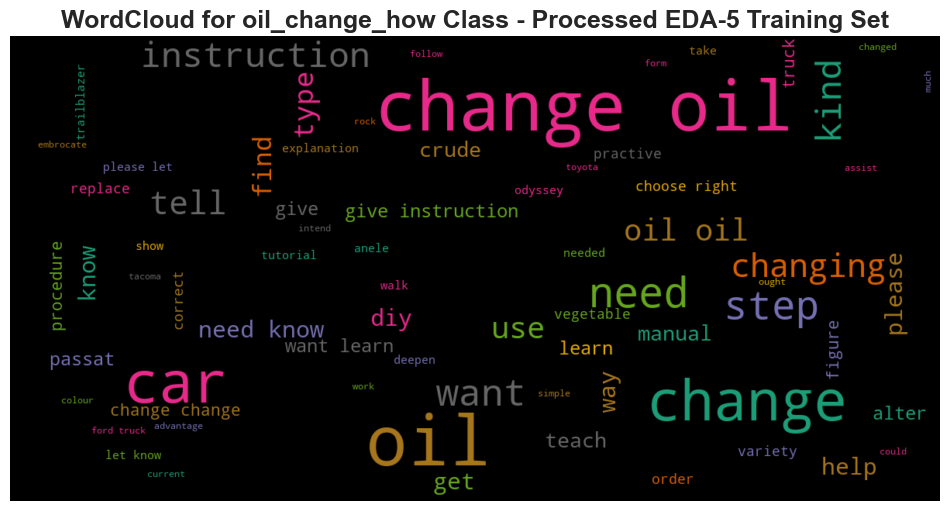 WordCloud for oil_change_how Class - Processed EDA-5 Training Set
instruction
follow
take
truck
changed
form
much
trailblazer
type
change oil
kind
rock
embrocate
find
explanation
crude
practive
please let
toyota
assist
replace
odyssey
choose right
tell
give
give instruction
intend
oil oil
show
anele
needed
procedure
know
tutorial
changing
please
tacoma
correct
walk
need
ought
step
diy
use
vegetable
need know
manual
figure
want learn
learn
passat
deepen
car
work
want
simple
way
change
colour
change change
alter
ford truck
advantage
oil
teach
let know
variety
could
current
get
order
help